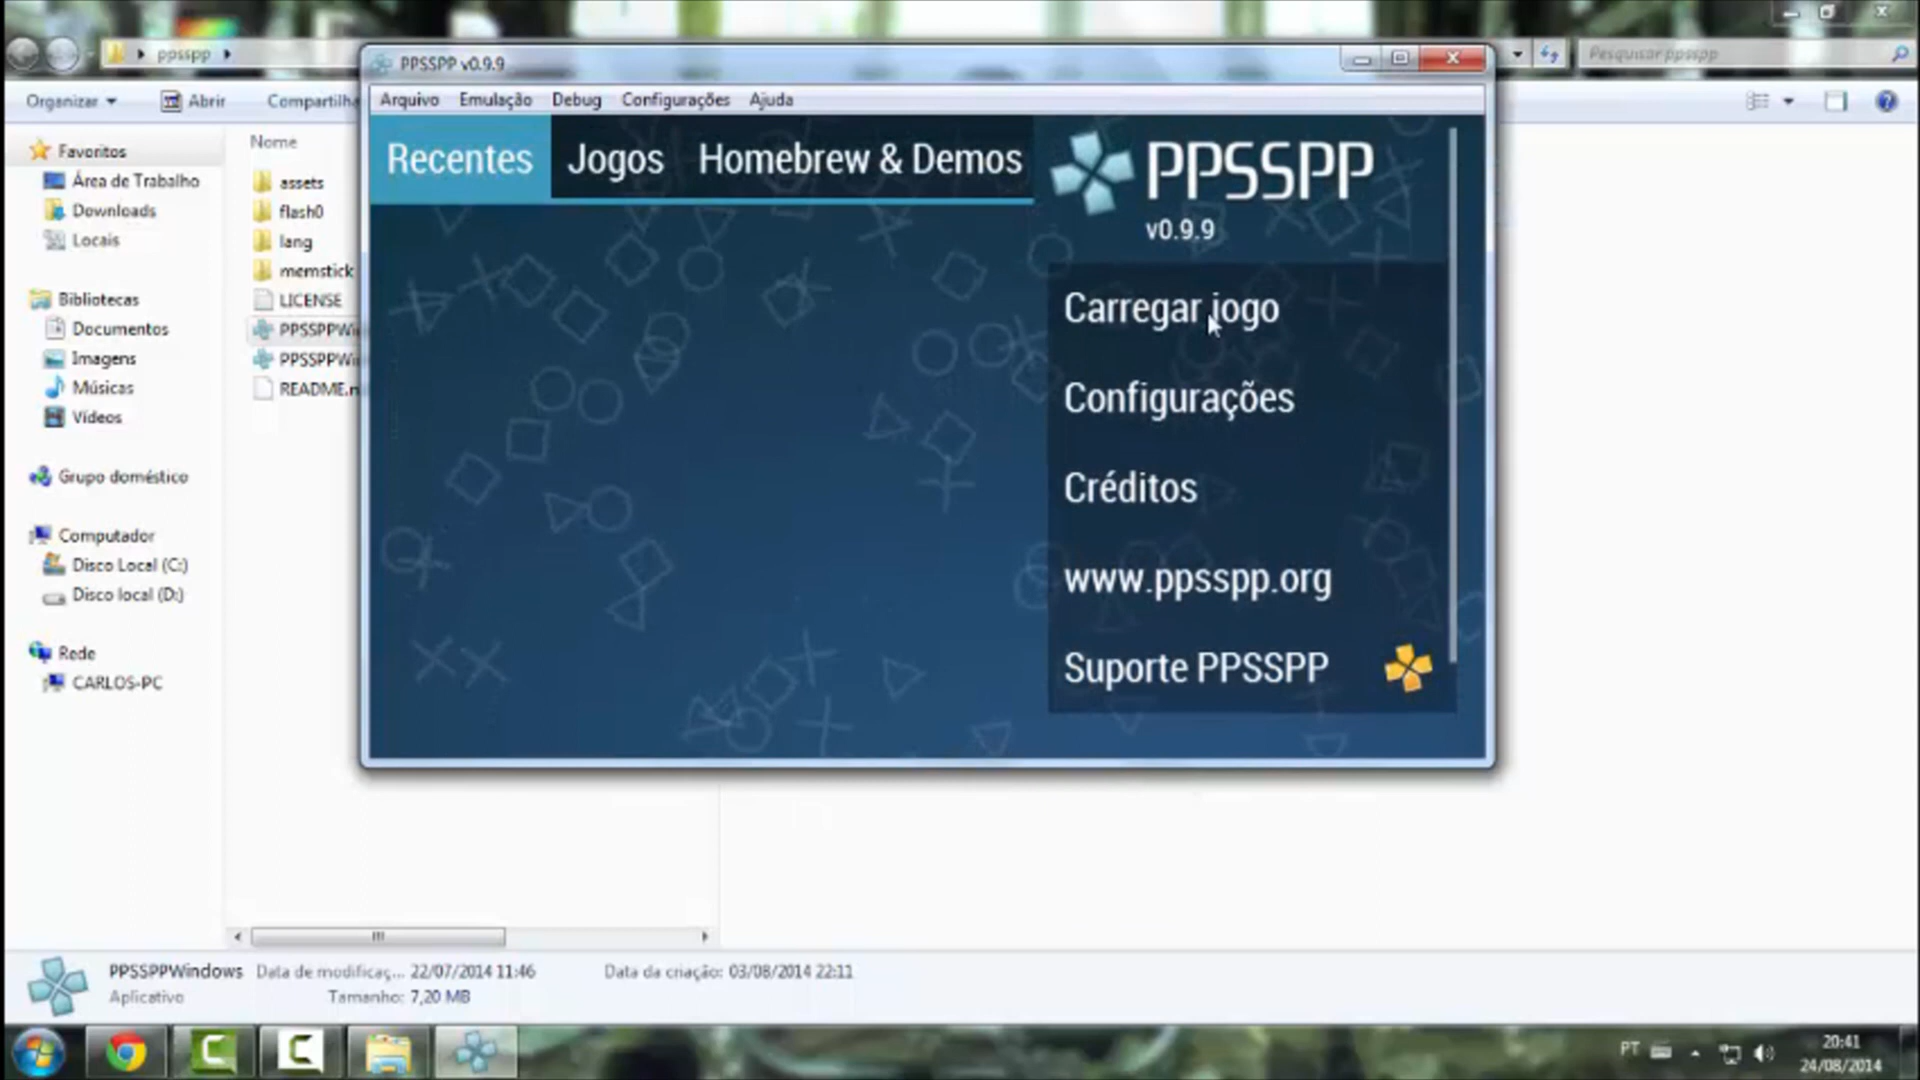 ppsspp
Pesquisar ppsspp
PPSSPP v0.9.9
Organizar
Abrir
Arquivo Emulação Debug Configurações Ajuda
Nome
Favoritos
Área de Trabalho
Downloads
Locais
Bibliotecas
Documentos
Imagens
Músicas
Vídeos
Grupo doméstico
Computador
Disco Local (C:)
Disco local (D:)
Rede
CARLOS-PC
assets
flash0
lang
memstick
LICENSE
Recentes Jogos Homebrew & Demos
PPSSPP
v0.9.9
Carregar jogo
Configurações
Créditos
www.ppsspp.org
Suporte PPSSPP
PPSSPPWindows Data de modificaç... 22/07/2014 11:46 Data da criação: 03/08/2014 22:11
Aplicativo Tamanho: 7,20 MB
PT
20:41
24/08/2014